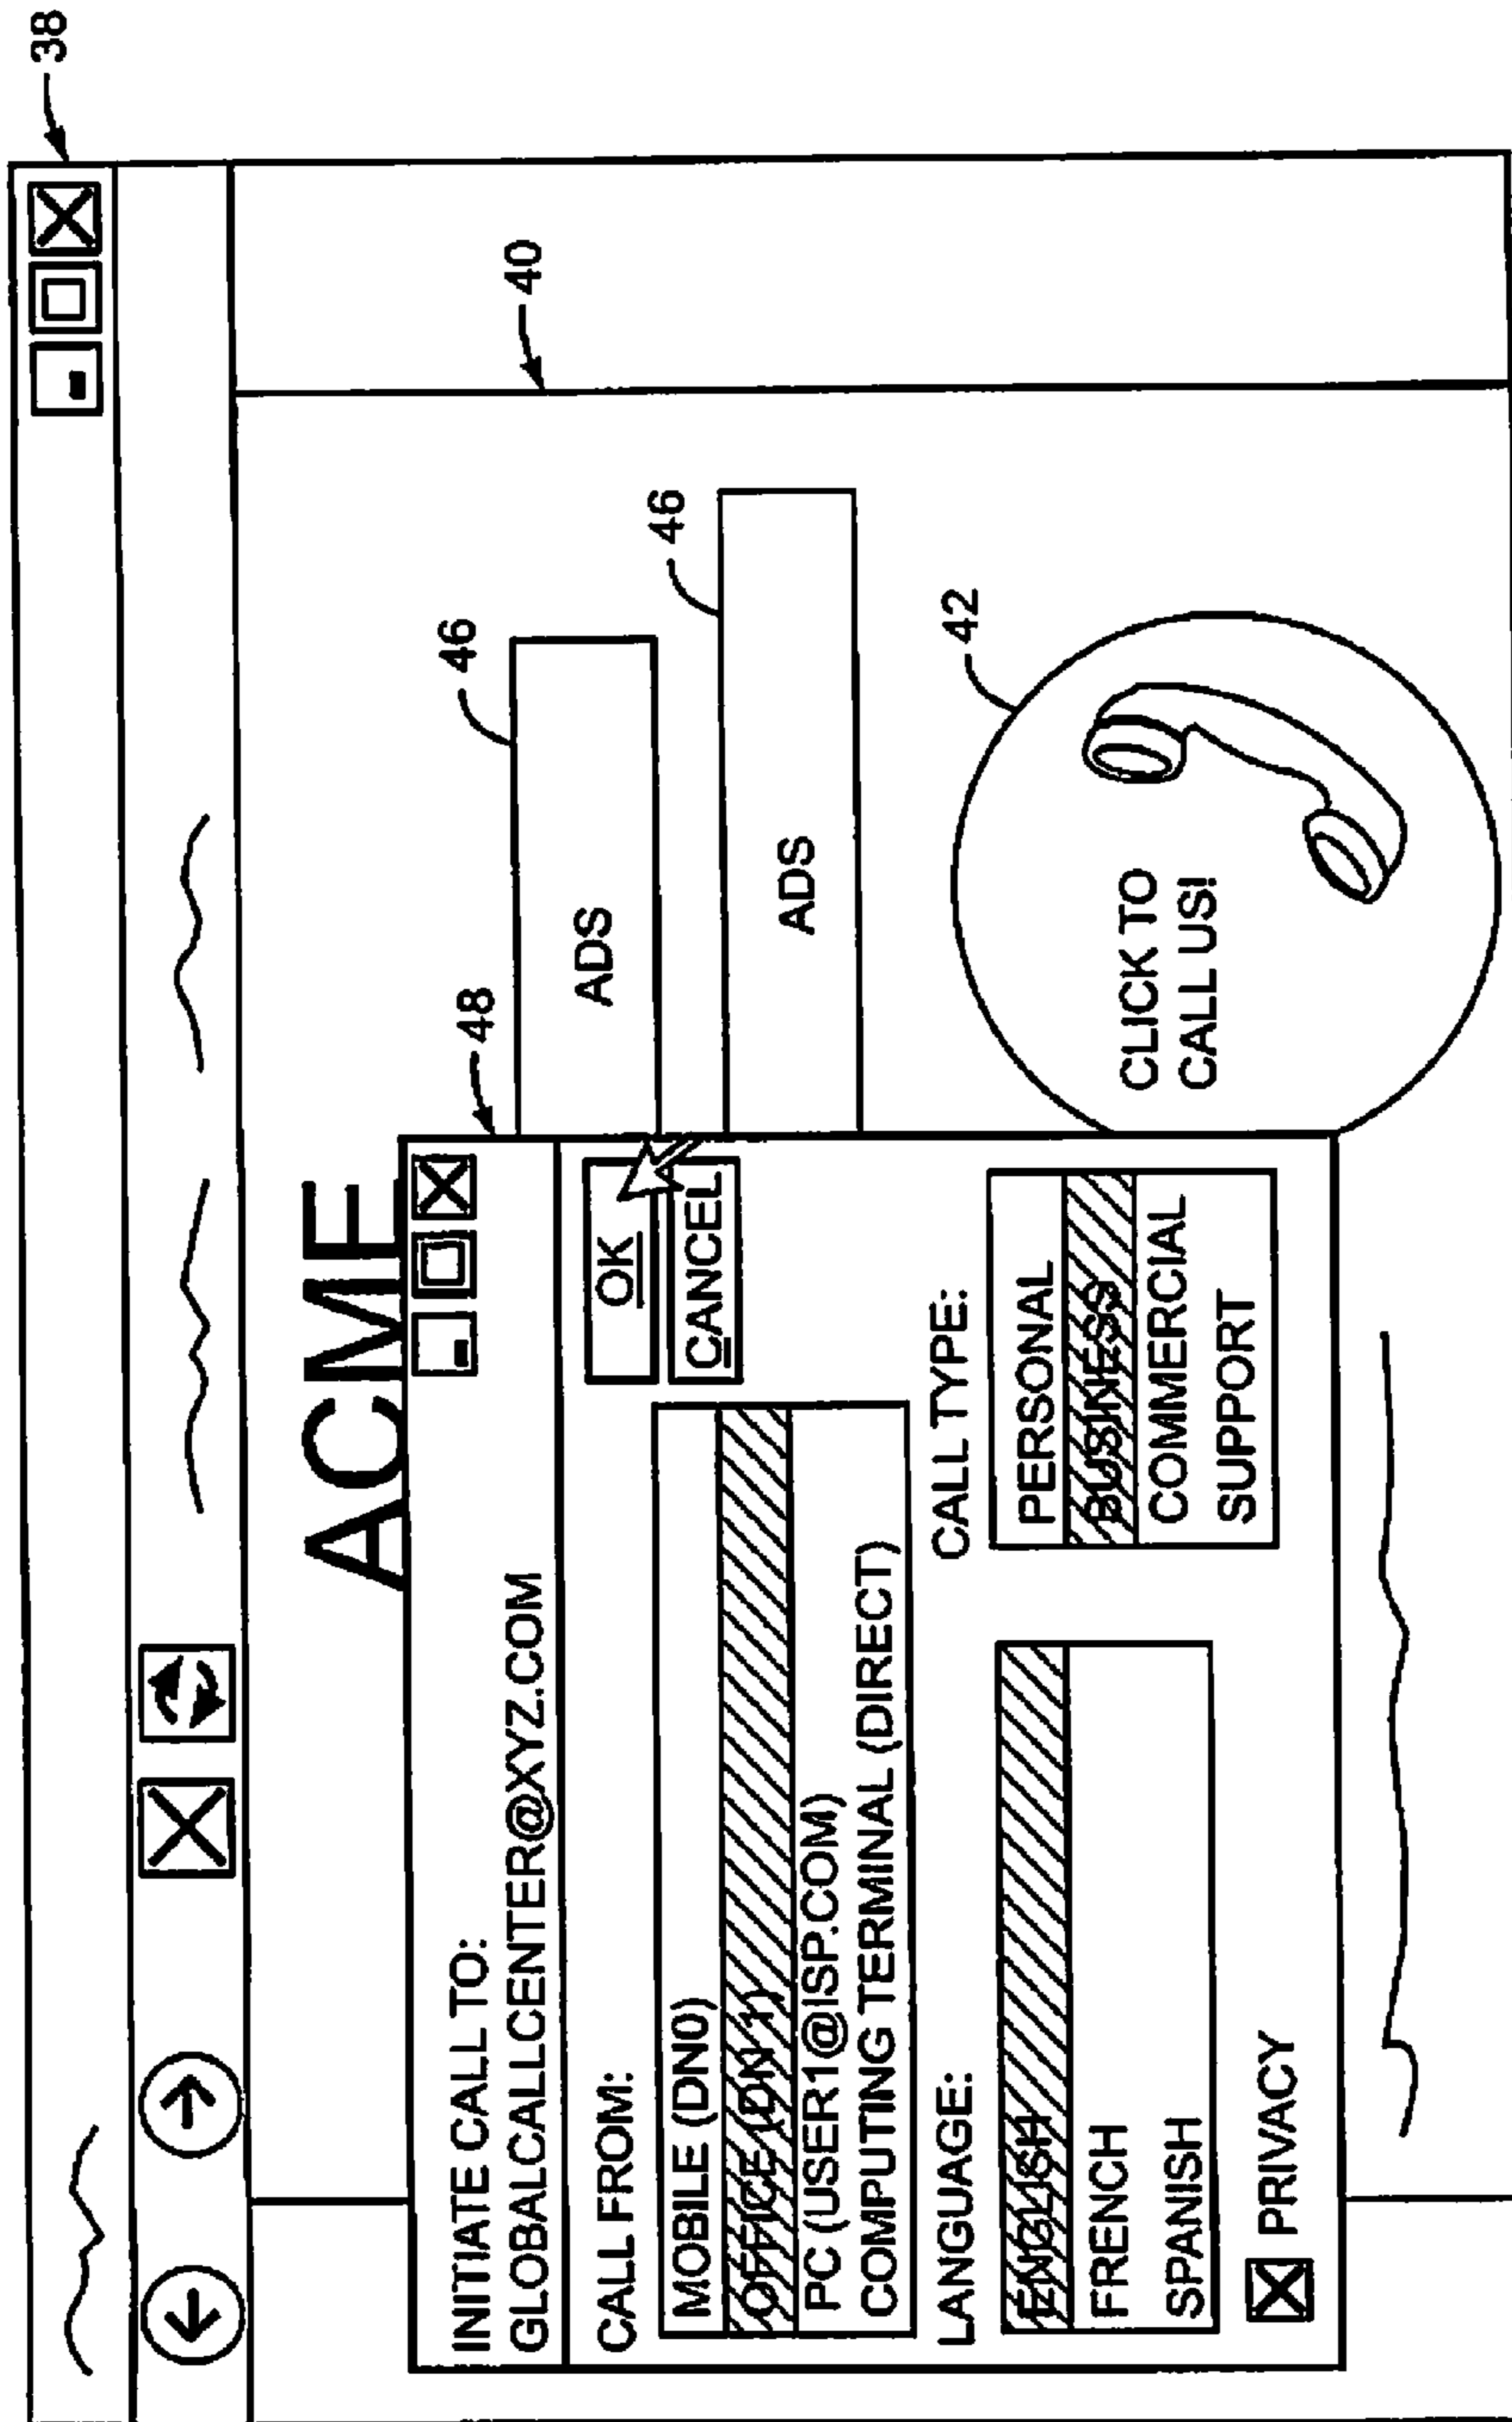 38
40
ACME
48
46
INITIATE CALL TO:
GLOBALCALLCENTER@XYZ.COM
ADS
CALL FROM:
OK
46
MOBILE (DN0)
CANCEL
OFFICE (DN 1)
ADS
PC (USER1@ISP.COM)
COMPUTING TERMINAL (DIRECT)
LANGUAGE:
CALL TYPE:
42
ENGLISH
PERSONAL
FRENCH
BUSINESS
CLICK TO
SPANISH
COMMERCIAL
CALL US!
PRIVACY
SUPPORT